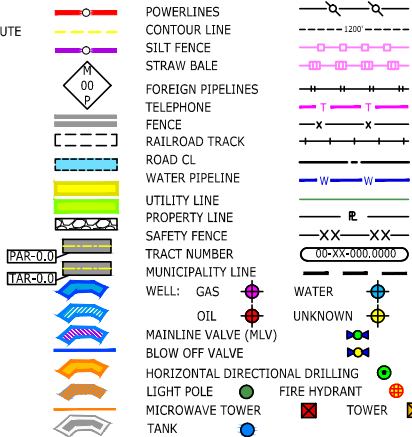 POWERLINES
UTE CONTOUR LINE 1200'
SILT FENCE
M STRAW BALE
00
P FOREIGN PIPELINES
TELEPHONE T T
FENCE X X
RAILROAD TRACK
ROAD CL
WATER PIPELINE W W
UTILITY LINE
PROPERTY LINE PL
SAFETY FENCE XX XX
PAR-0.0 TRACT NUMBER 00-XX-000.0000
TAR-0.0 MUNICIPALITY LINE
WELL: GAS WATER
OIL UNKNOWN
MAINLINE VALVE (MLV)
BLOW OFF VALVE
HORIZONTAL DIRECTIONAL DRILLING
LIGHT POLE FIRE HYDRANT
MICROWAVE TOWER TOWER
TANK